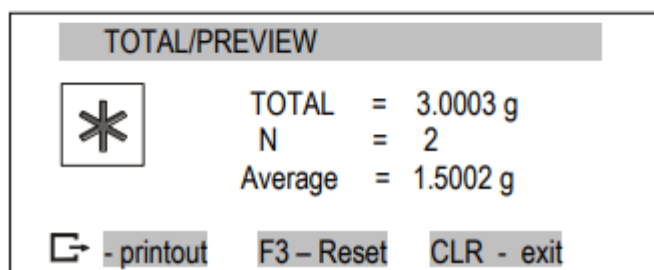 TOTAL/PREVIEW
TOTAL = 3.0003 g
N = 2
Average = 1.5002 g
- printout F3 – Reset CLR - exit